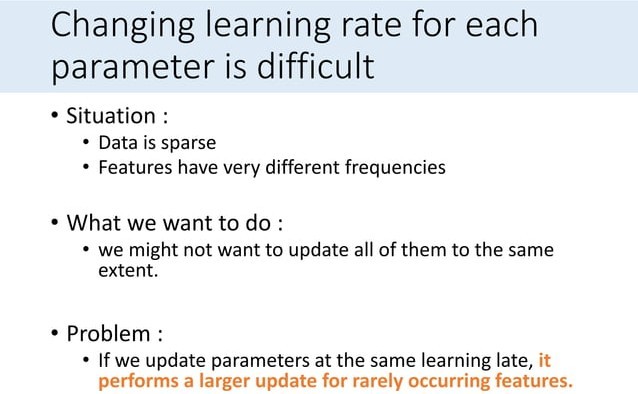 Changing learning rate for each
parameter is difficult
• Situation :
• Data is sparse
• Features have very different frequencies
• What we want to do :
• we might not want to update all of them to the same
extent.
• Problem :
• If we update parameters at the same learning late, it
performs a larger update for rarely occurring features.